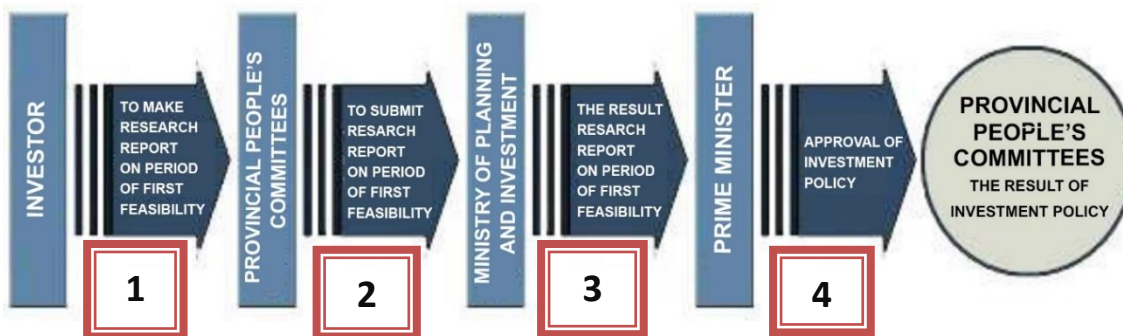 INVESTOR
TO MAKE
RESEARCH
REPORT
ON PERIOD
OF FIRST
FEASIBILITY
1
PROVINCIAL PEOPLE'S
COMMITTEES
TO SUBMIT
RESARCH
REPORT
ON PERIOD
OF FIRST
FEASIBILITY
2
MINISTRY OF PLANNING
AND INVESTMENT
THE RESULT
RESARCH
REPORT
ON PERIOD
OF FIRST
FEASIBILITY
3
PRIME MINISTER
APPROVAL OF
INVESTMENT
POLICY
4
PROVINCIAL
PEOPLE'S
COMMITTEES
THE RESULT OF
INVESTMENT POLICY